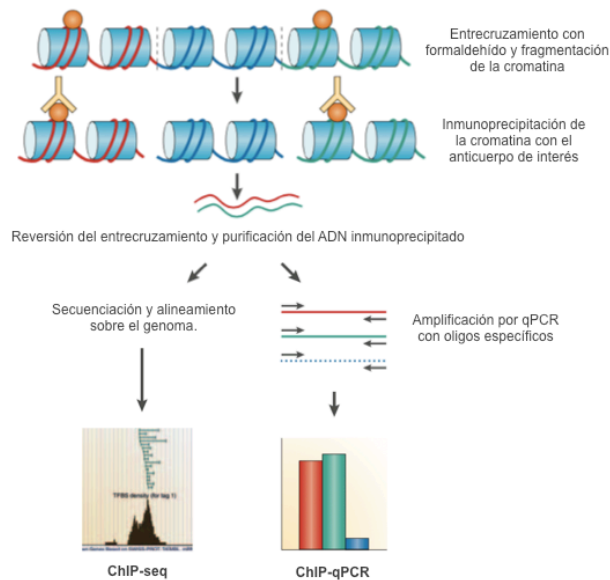 Entrecruzamiento con
formaldehído y fragmentación
de la cromatina
Inmunoprecipitación de
la cromatina con el
anticuerpo de interés
Reversión del entrecruzamiento y purificación del ADN inmunoprecipitado
Secuenciación y alineamiento
sobre el genoma.
Amplificación por qPCR
con oligos específicos
TFBS density (for tag 1)
ChIP-seq
ChIP-qPCR